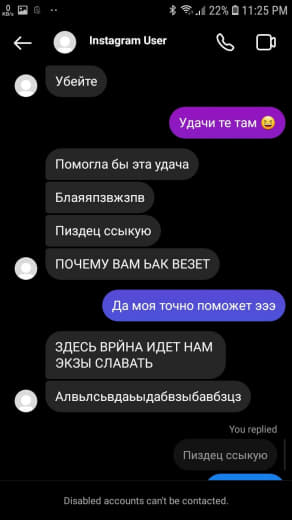 0
KB/s
22% 11:25 PM
Instagram User
Убейте
Удачи те там 😆
Помогла бы эта удача
Блаяяпзвжзпв
Пиздец ссыкую
ПОЧЕМУ ВАМ ЬАК ВЕЗЕТ
Да моя точно поможет эээ
ЗДЕСЬ ВРЙНА ИДЕТ НАМ
ЭКЗЫ СЛАВАТЬ
Алвьлсьвдаьыдабвзыбавбзцз
You replied
Пиздец ссыкую
Disabled accounts can't be contacted.